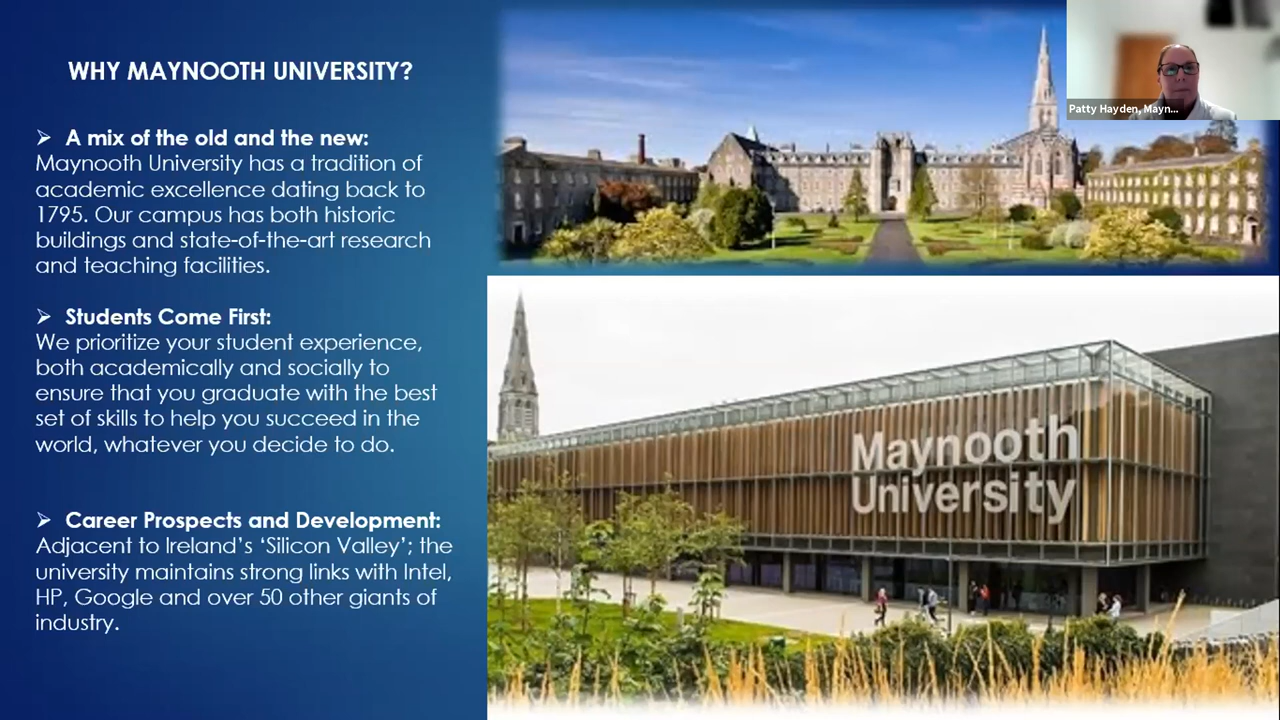 WHY MAYNOOTH UNIVERSITY?
➢ A mix of the old and the new:
Maynooth University has a tradition of
academic excellence dating back to
1795. Our campus has both historic
buildings and state-of-the-art research
and teaching facilities.
➢ Students Come First:
We prioritize your student experience,
both academically and socially to
ensure that you graduate with the best
set of skills to help you succeed in the
world, whatever you decide to do.
➢ Career Prospects and Development:
Adjacent to Ireland’s ‘Silicon Valley’; the
university maintains strong links with Intel,
HP, Google and over 50 other giants of
industry.
Patty Hayden, Mayn...
Maynooth
University